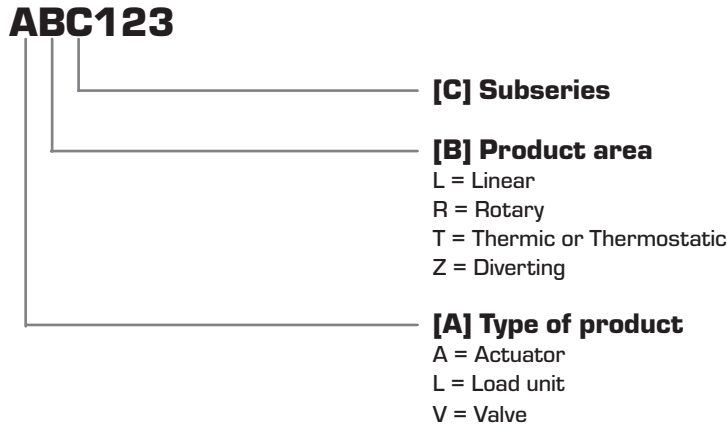 ABC123
[C] Subseries
[B] Product area
L = Linear
R = Rotary
T = Thermic or Thermostatic
Z = Diverting
[A] Type of product
A = Actuator
L = Load unit
V = Valve